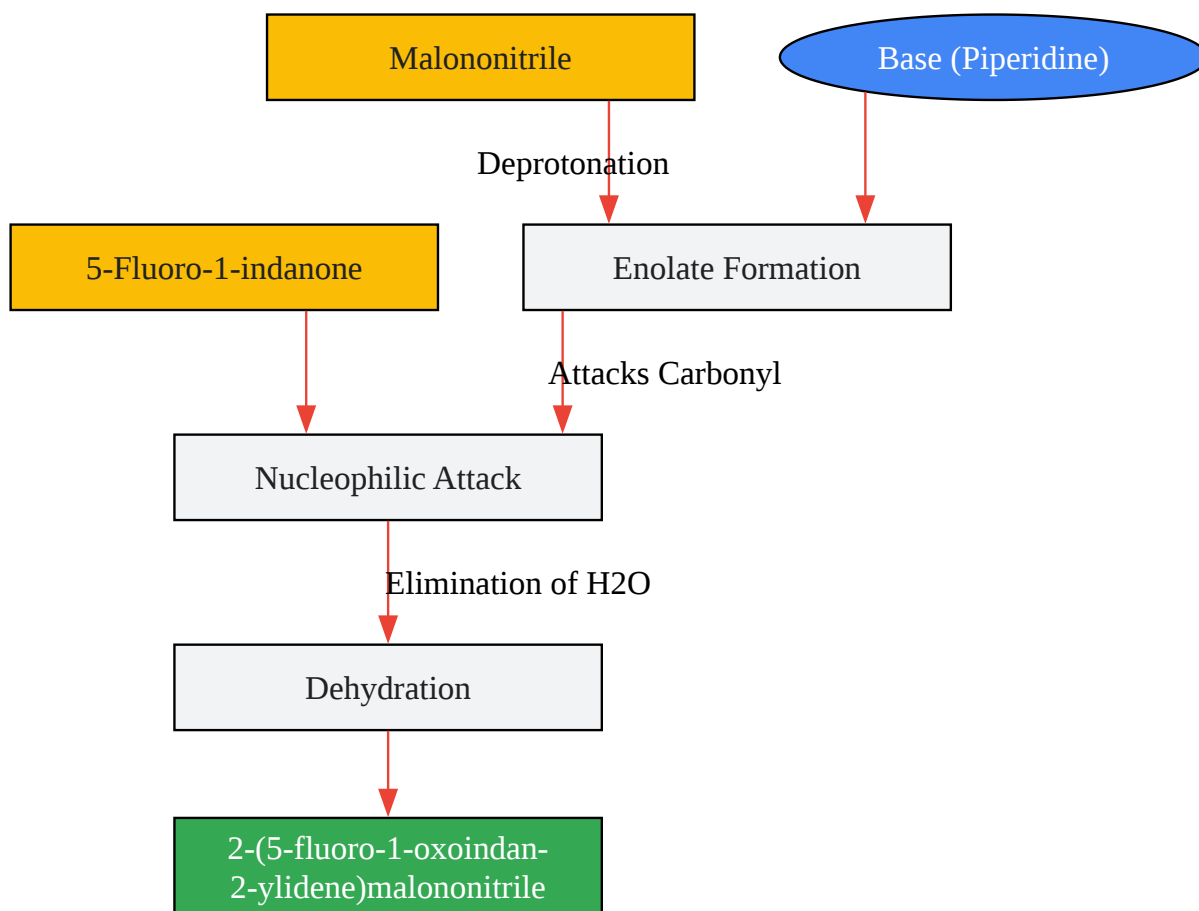 Malononitrile
Base (Piperidine)
Deprotonation
5-Fluoro-1-indanone
Enolate Formation
Attacks Carbonyl
Nucleophilic Attack
Elimination of H2O
Dehydration
2-(5-fluoro-1-oxoindan-
2-ylidene)malononitrile